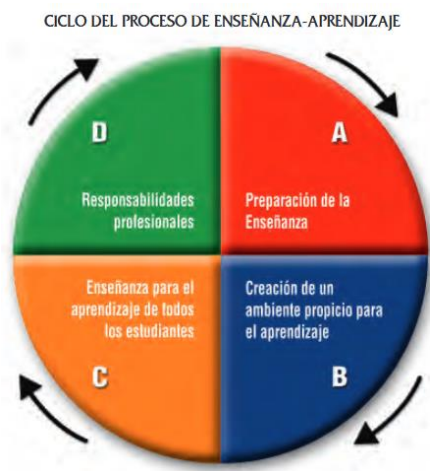 CICLO DEL PROCESO DE ENSEÑANZA-APRENDIZAJE
D
Responsabilidades
profesionales
A
Preparación de la
Enseñanza
Enseñanza para el
aprendizaje de todos
los estudiantes
C
Creación de un
ambiente propicio para
el aprendizaje
B